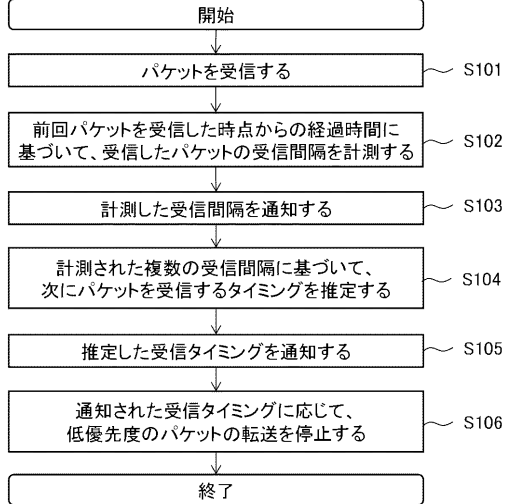 開始
パケットを受信する
S101
前回パケットを受信した時点からの経過時間に
基づいて、受信したパケットの受信間隔を計測する
S102
計測した受信間隔を通知する
S103
計測された複数の受信間隔に基づいて、
次にパケットを受信するタイミングを推定する
S104
推定した受信タイミングを通知する
S105
通知された受信タイミングに応じて、
低優先度のパケットの転送を停止する
S106
終了